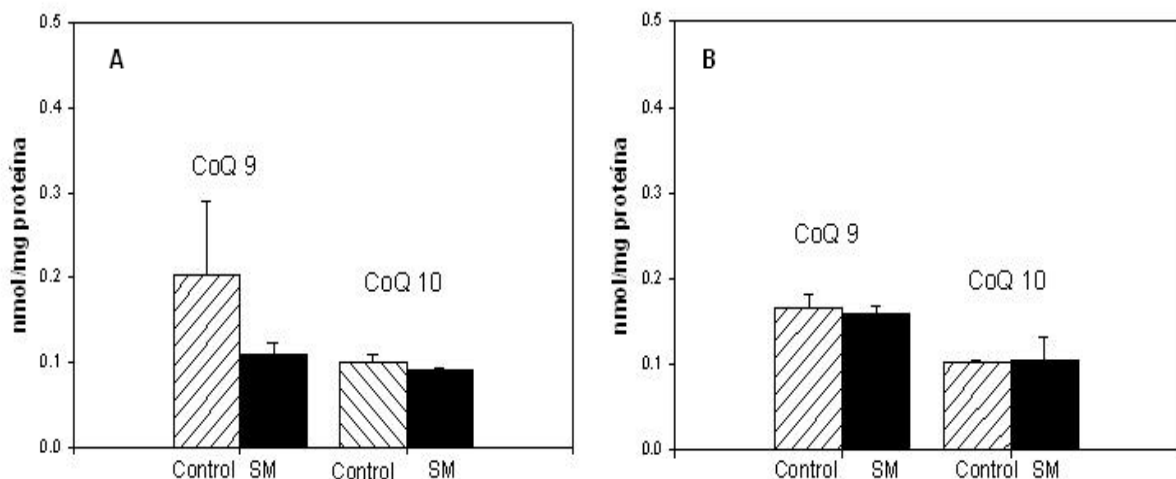 A
nmol/mg proteína
0.5
0.4
0.3
0.2
0.1
0.0
CoQ 9
CoQ 10
Control SM Control SM
B
nmol/mg proteína
0.5
0.4
0.3
0.2
0.1
0.0
CoQ 9
CoQ 10
Control SM Control SM